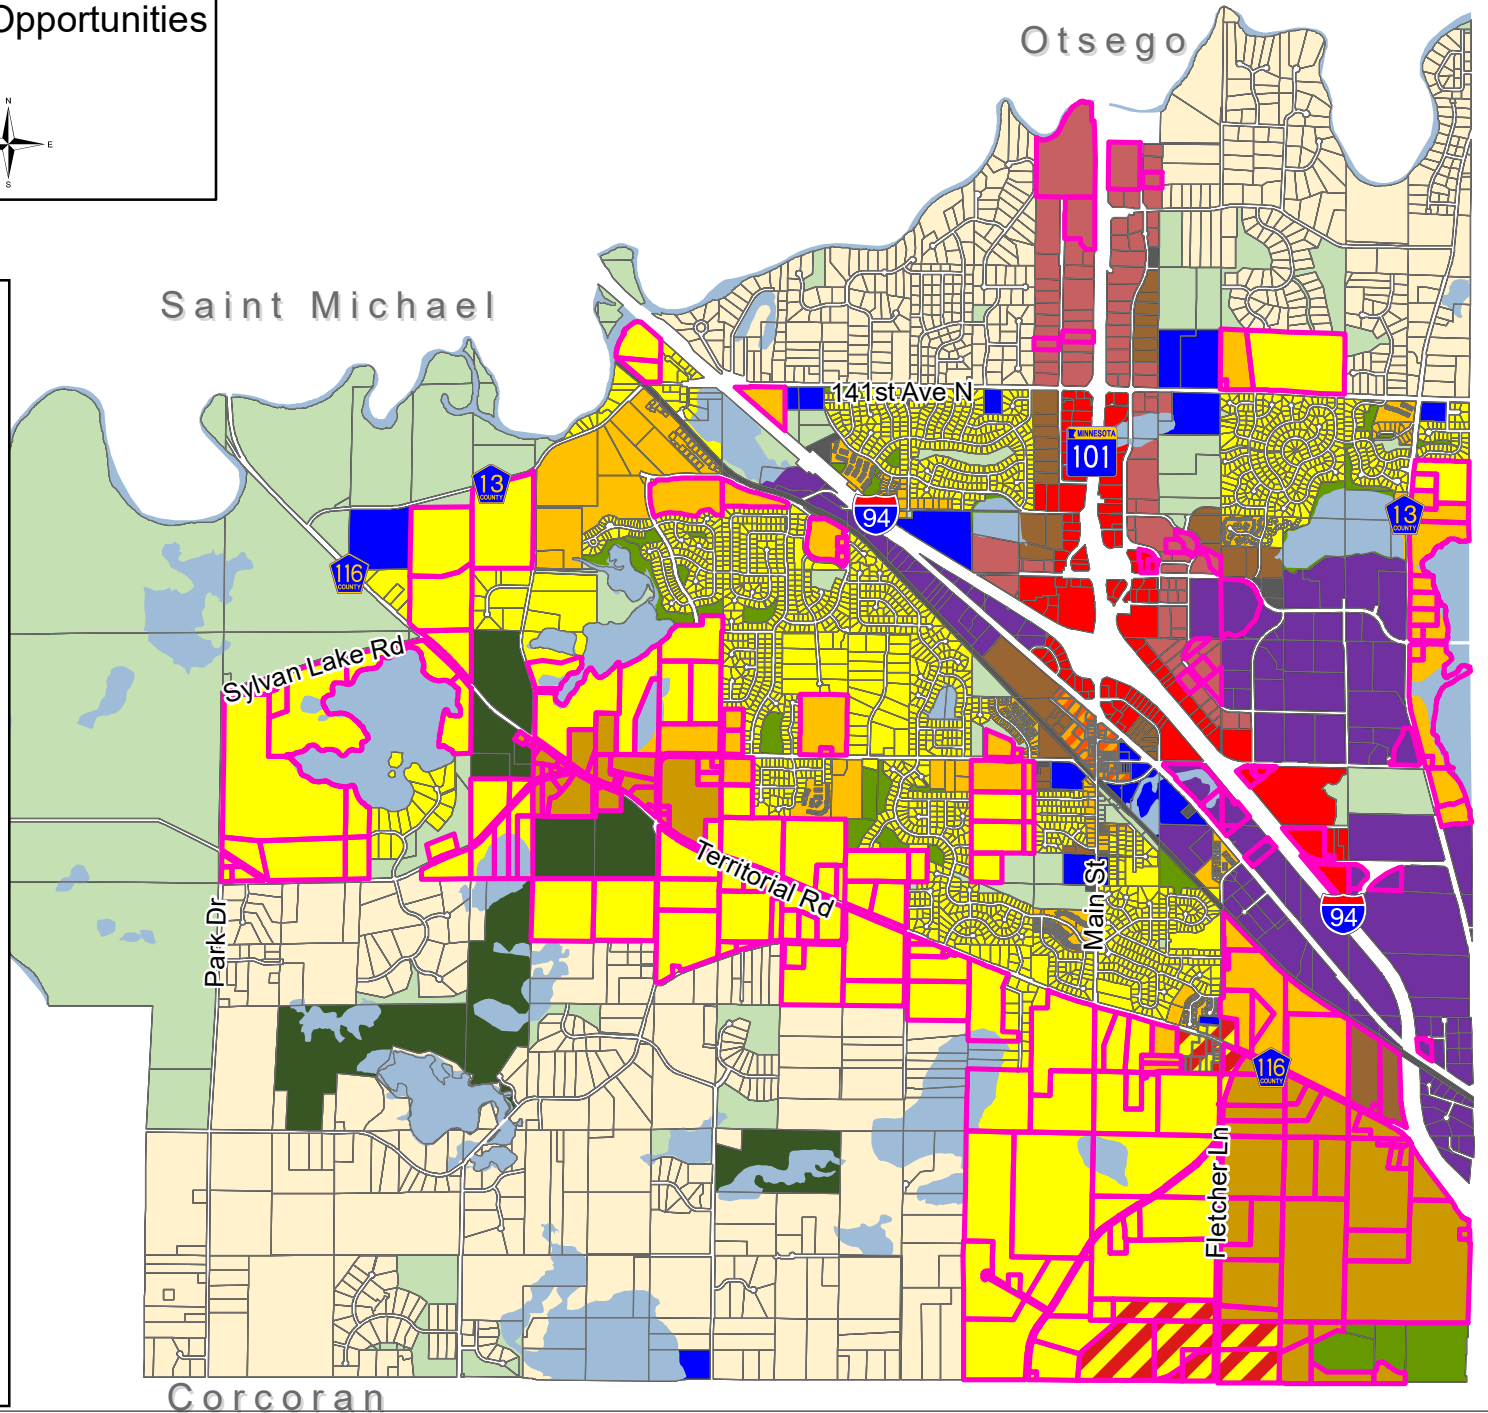 Opportunities
N
E
S
Otsego
Saint Michael
141st Ave N
MINNESOTA
101
13
COUNTY
94
13
COUNTY
116
COUNTY
Sylvan Lake Rd
Territorial Rd
Main St
94
Park Dr
116
COUNTY
Fletcher Ln
Corcoran